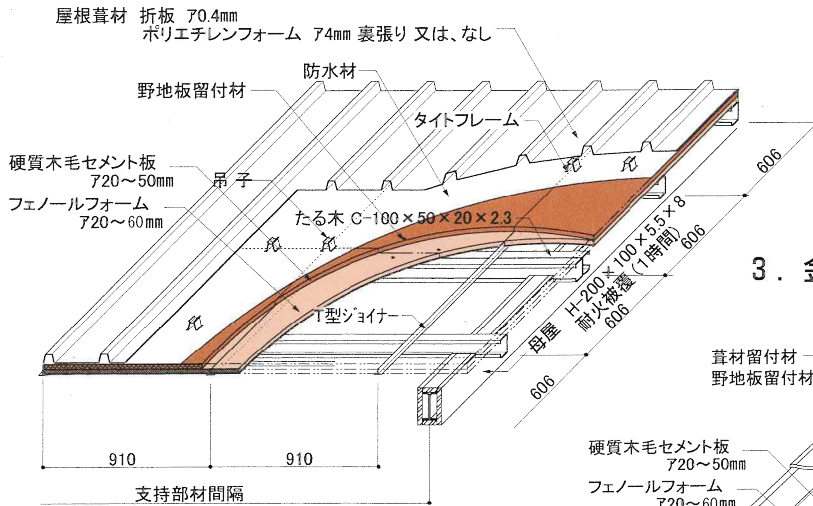 屋根葺材 折板 ア0.4mm
ポリエチレンフォーム ア4mm 裏張り 又は、なし
防水材
野地板留付材
タイトフレーム
硬質木毛セメント板
ア20～50mm
吊子
フェノールフォーム
ア20～60mm
たる木 C-100×50×20×2.3
T型ジョイナー
母屋 H-200×100×5.5×8
耐火被覆(1時間)
606
606
606
606
910
910
支持部材間隔
3.
葺材留付材
野地板留付材
硬質木毛セメント板
ア20～50mm
フェノールフォーム
ア20～60mm